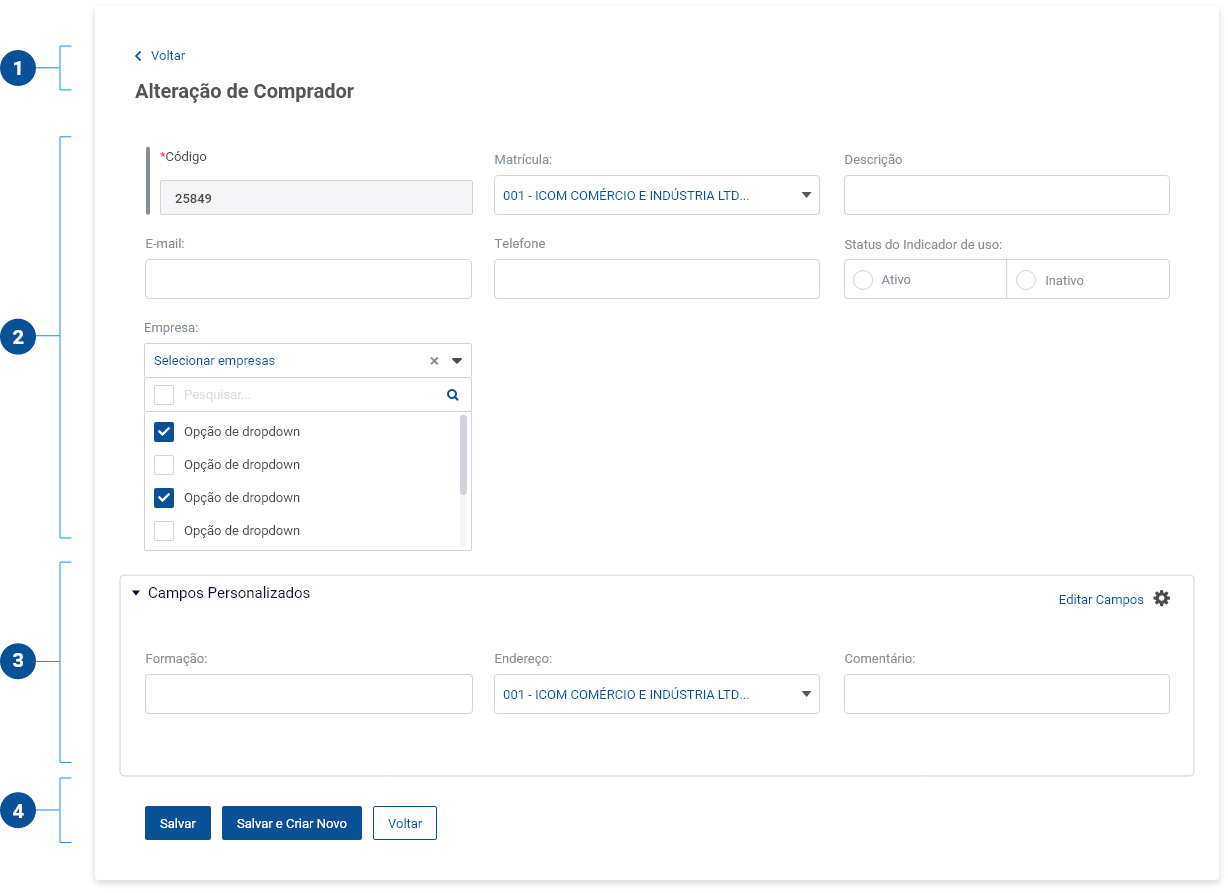 1
Voltar
Alteração de Comprador
2
*Código
Matrícula:
Descrição
25849
001 - ICOM COMÉRCIO E INDÚSTRIA LTD...
E-mail:
Telefone
Status do Indicador de uso:
Ativo
Inativo
Empresa:
Selecionar empresas
Pesquisar...
Opção de dropdown
Opção de dropdown
Opção de dropdown
Opção de dropdown
3
Campos Personalizados
Editar Campos
Formação:
Endereço:
Comentário:
001 - ICOM COMÉRCIO E INDÚSTRIA LTD...
4
Salvar
Salvar e Criar Novo
Voltar